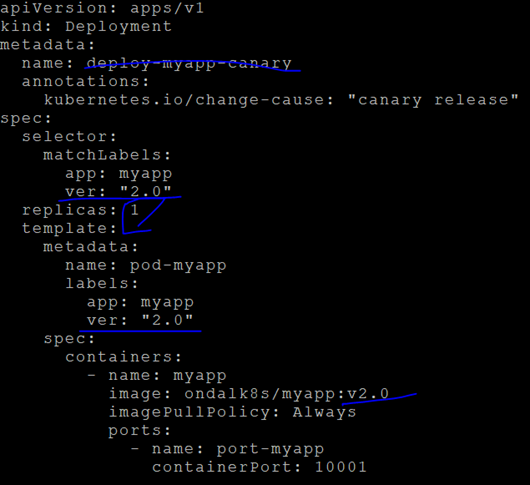 apiVersion: apps/v1
kind: Deployment
metadata:
  name: deploy-myapp-canary
  annotations:
    kubernetes.io/change-cause: "canary release"
spec:
  selector:
    matchLabels:
      app: myapp
      ver: "2.0"
  replicas: 1
  template:
    metadata:
      name: pod-myapp
      labels:
        app: myapp
        ver: "2.0"
    spec:
      containers:
        - name: myapp
          image: ondalk8s/myapp:v2.0
          imagePullPolicy: Always
          ports:
            - name: port-myapp
              containerPort: 10001